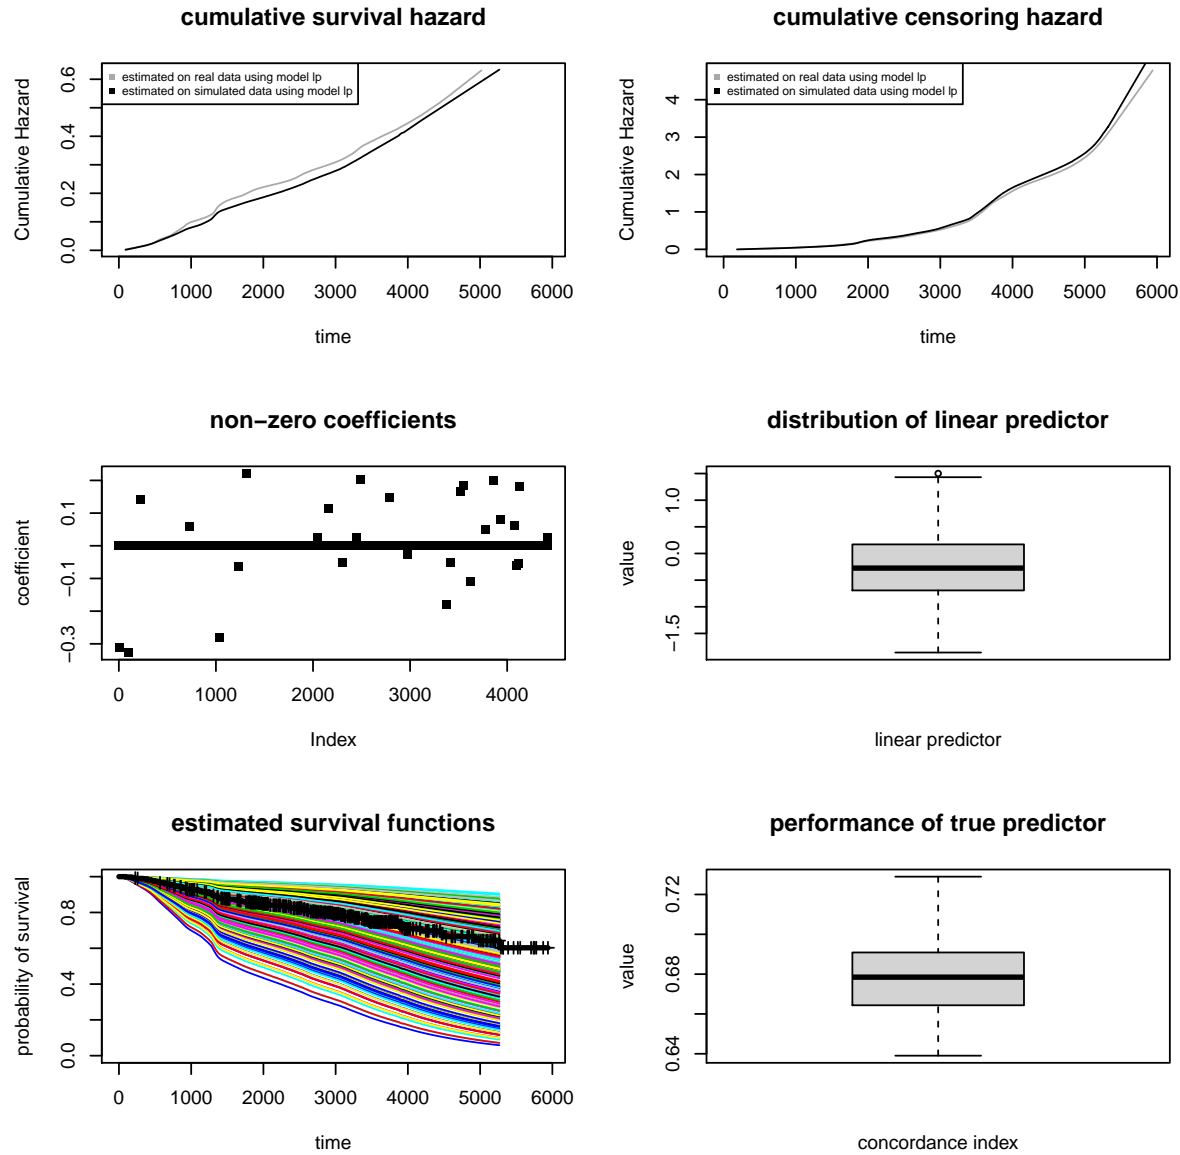 cumulative survival hazard
Cumulative Hazard
0.0 0.2 0.4 0.6
estimated on real data using model lp
estimated on simulated data using model lp
0 1000 2000 3000 4000 5000 6000
time
cumulative censoring hazard
Cumulative Hazard
0 1 2 3 4
estimated on real data using model lp
estimated on simulated data using model lp
0 1000 2000 3000 4000 5000 6000
time
non−zero coefficients
coefficient
−0.3 −0.1 0.1
0 1000 2000 3000 4000
Index
distribution of linear predictor
value
−1.5 0.0 1.0
linear predictor
estimated survival functions
probability of survival
0.0 0.4 0.8
0 1000 2000 3000 4000 5000 6000
time
performance of true predictor
value
0.64 0.68 0.72
concordance index